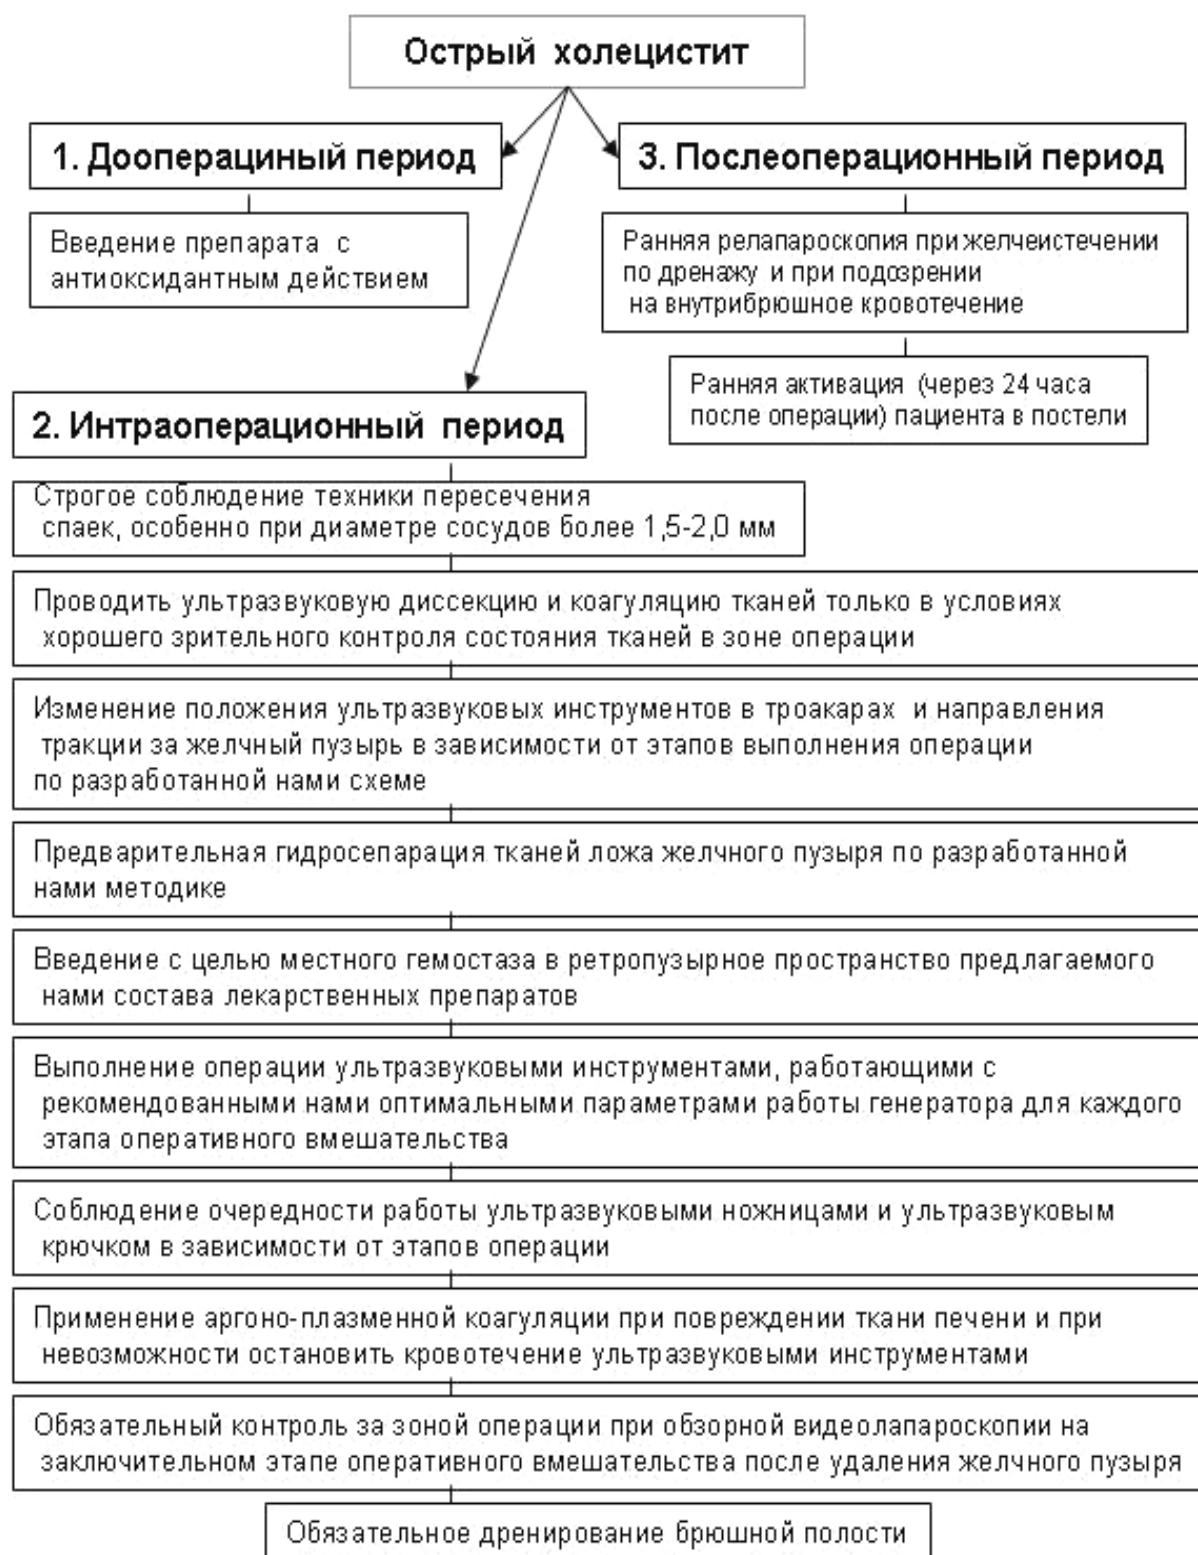 Острый холецистит
1. Дооперациный период
Введение препарата с
антиоксидантным действием
3. Послеоперационный период
Ранняя релапароскопия при желчеистечении
по дренажу и при подозрении
на внутрибрюшное кровотечение
Ранняя активация (через 24 часа
после операции) пациента в постели
2. Интраоперационный период
Строгое соблюдение техники пересечения
спаек, особенно при диаметре сосудов более 1,5-2,0 мм
Проводить ультразвуковую диссекцию и коагуляцию тканей только в условиях
хорошего зрительного контроля состояния тканей в зоне операции
Изменение положения ультразвуковых инструментов в троакарах и направления
тракции за желчный пузырь в зависимости от этапов выполнения операции
по разработанной нами схеме
Предварительная гидросепарация тканей ложа желчного пузыря по разработанной
нами методике
Введение с целью местного гемостаза в ретропузырное пространство предлагаемого
нами состава лекарственных препаратов
Выполнение операции ультразвуковыми инструментами, работающими с
рекомендованными нами оптимальными параметрами работы генератора для каждого
этапа оперативного вмешательства
Соблюдение очередности работы ультразвуковыми ножницами и ультразвуковым
крючком в зависимости от этапов операции
Применение аргоно-плазменной коагуляции при повреждении ткани печени и при
невозможности остановить кровотечение ультразвуковыми инструментами
Обязательный контроль за зоной операции при обзорной видеолапароскопии на
заключительном этапе оперативного вмешательства после удаления желчного пузыря
Обязательное дренирование брюшной полости